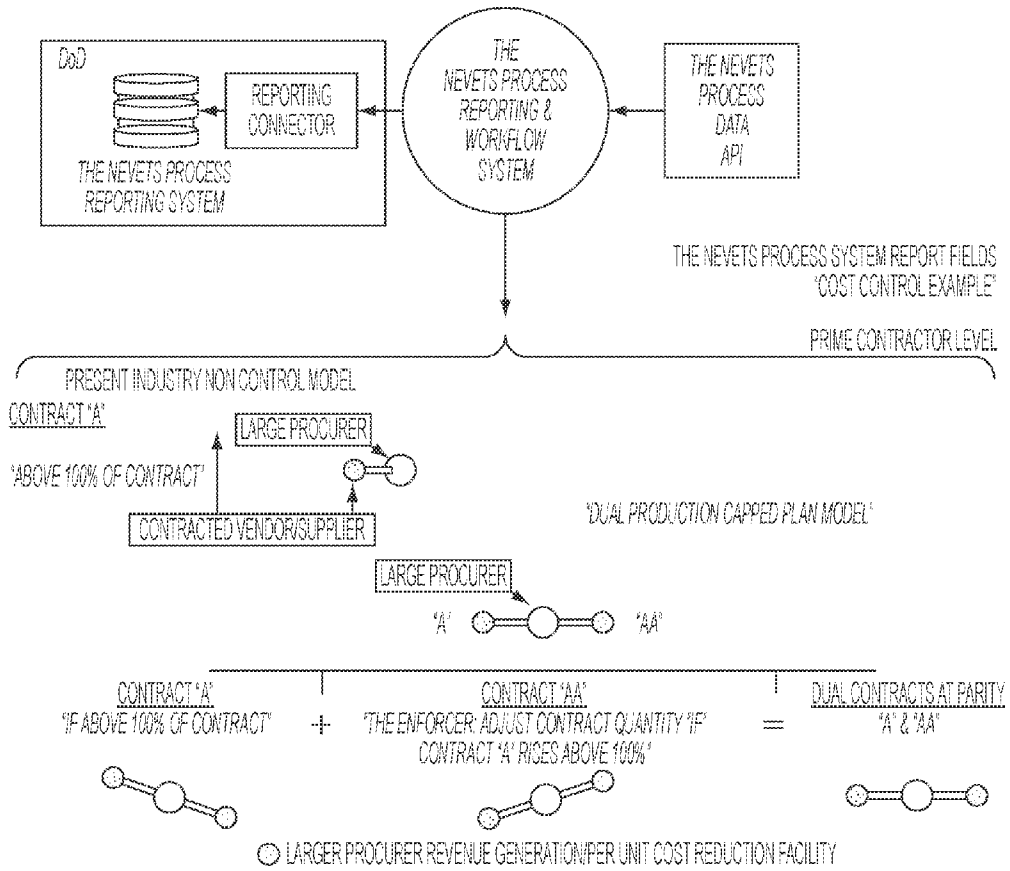 DoD
REPORTING
CONNECTOR
THE NEVETS PROCESS
REPORTING SYSTEM
THE
NEVETS PROCESS
REPORTING &
WORKFLOW
SYSTEM
THE NEVETS
PROCESS
DATA
API
THE NEVETS PROCESS SYSTEM REPORT FIELDS
"COST CONTROL EXAMPLE"
PRIME CONTRACTOR LEVEL
PRESENT INDUSTRY NON CONTROL MODEL
CONTRACT "A"
LARGE PROCURER
"ABOVE 100% OF CONTRACT"
CONTRACTED VENDOR/SUPPLIER
"DUAL PRODUCTION CAPPED PLAN MODEL"
LARGE PROCURER
"A" "AA"
CONTRACT "A"
"IF ABOVE 100% OF CONTRACT"
+
CONTRACT "AA"
"THE ENFORCER: ADJUST CONTRACT QUANTITY "IF"
CONTRACT "A" RISES ABOVE 100%"
=
DUAL CONTRACTS AT PARITY
"A" & "AA"
LARGER PROCURER REVENUE GENERATION/PER UNIT COST REDUCTION FACILITY